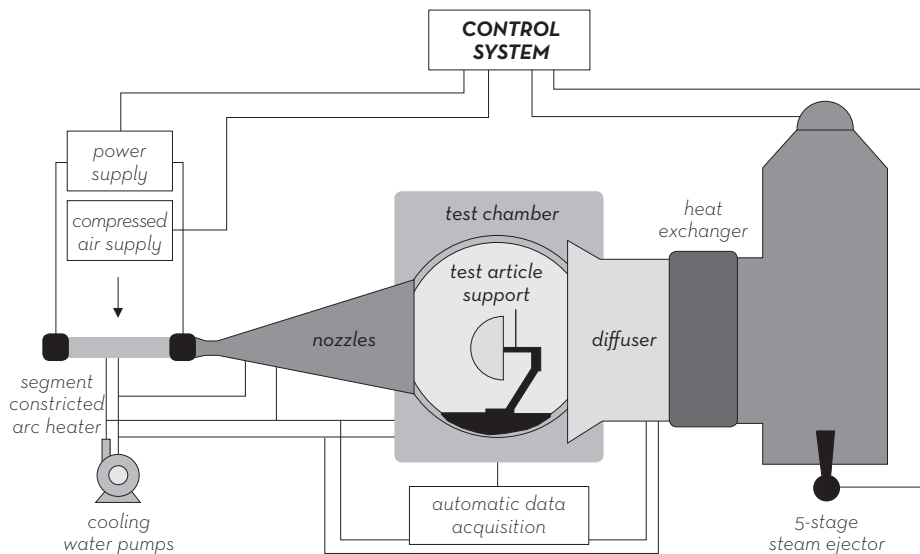 CONTROL
SYSTEM
power
supply
compressed
air supply
test chamber
heat
exchanger
test article
support
nozzles
diffuser
segment
constricted
arc heater
cooling
water pumps
automatic data
acquisition
5-stage
steam ejector